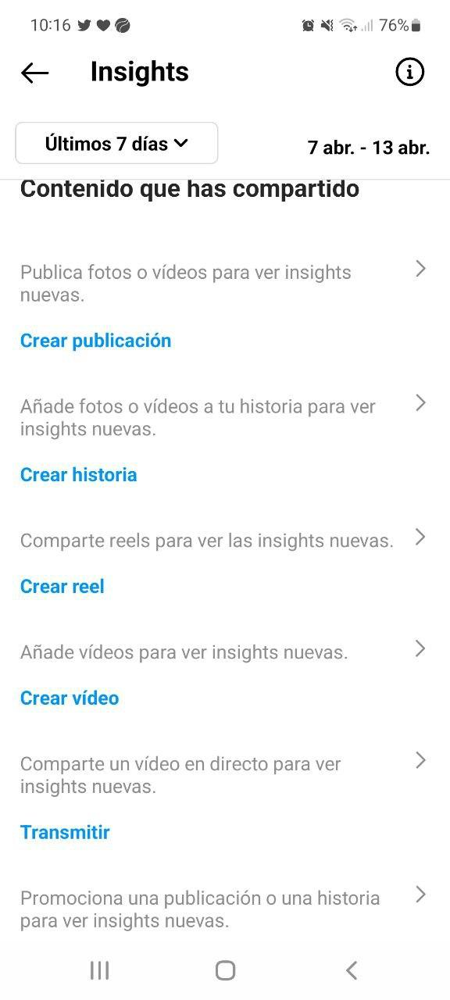 10:16
76%
Insights
Últimos 7 días
7 abr. - 13 abr.
Contenido que has compartido
Publica fotos o vídeos para ver insights
nuevas.
Crear publicación
Añade fotos o vídeos a tu historia para ver
insights nuevas.
Crear historia
Comparte reels para ver las insights nuevas.
Crear reel
Añade vídeos para ver insights nuevas.
Crear vídeo
Comparte un vídeo en directo para ver
insights nuevas.
Transmitir
Promociona una publicación o una historia
para ver insights nuevas.